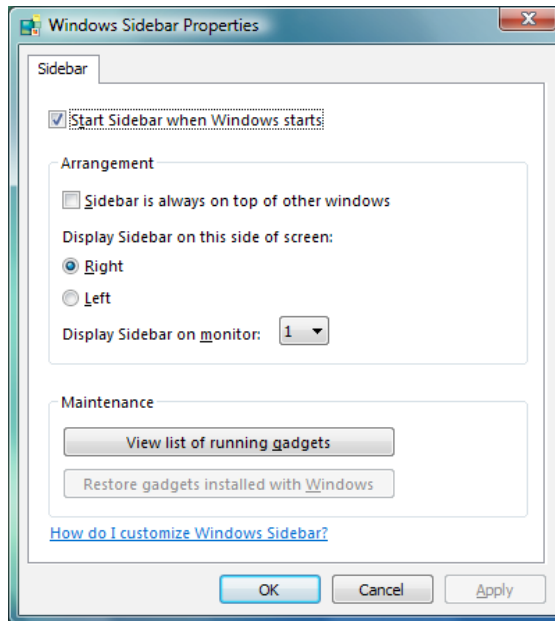 Windows Sidebar Properties
Sidebar
Start Sidebar when Windows starts
Arrangement
Sidebar is always on top of other windows
Display Sidebar on this side of screen:
Right
Left
Display Sidebar on monitor: 1
Maintenance
View list of running gadgets
Restore gadgets installed with Windows
How do I customize Windows Sidebar?
OK Cancel Apply